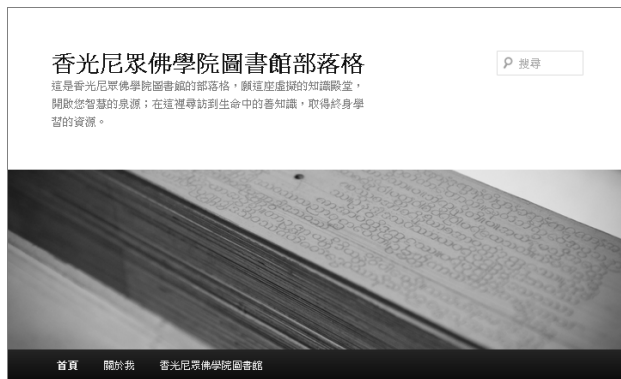 香光尼眾佛學院圖書館部落格
這是香光尼眾佛學院圖書館的部落格，願這座虛擬的知識殿堂，
開啟您智慧的泉源；在這裡尋訪到生命中的善知識，取得終身學
習的資源。
搜尋
首頁 關於我 香光尼眾佛學院圖書館